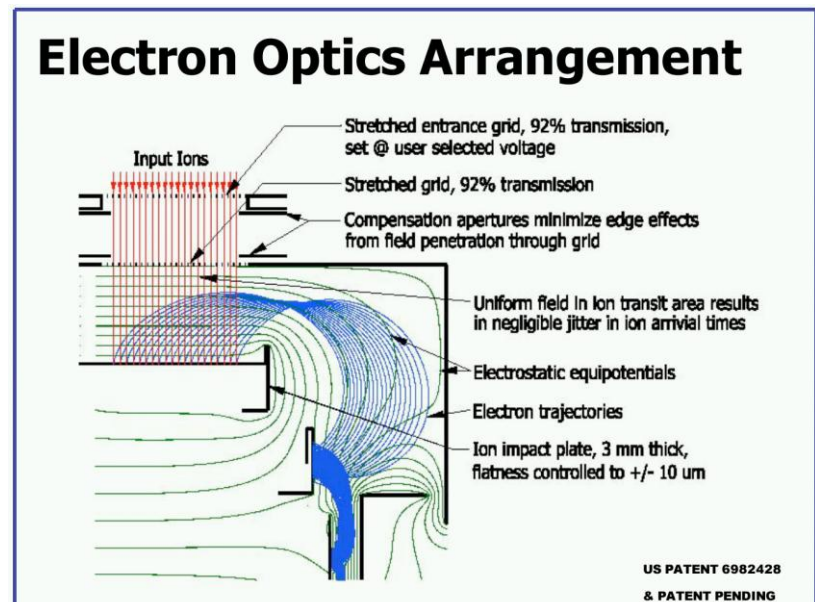 Electron Optics Arrangement
Input Ions
Stretched entrance grid, 92% transmission,
set @ user selected voltage
Stretched grid, 92% transmission
Compensation apertures minimize edge effects
from field penetration through grid
Uniform field in ion transit area results
in negligible jitter in ion arrivial times
Electrostatic equipotentials
Electron trajectories
Ion impact plate, 3 mm thick,
flatness controlled to +/- 10 um
US PATENT 6982428
& PATENT PENDING